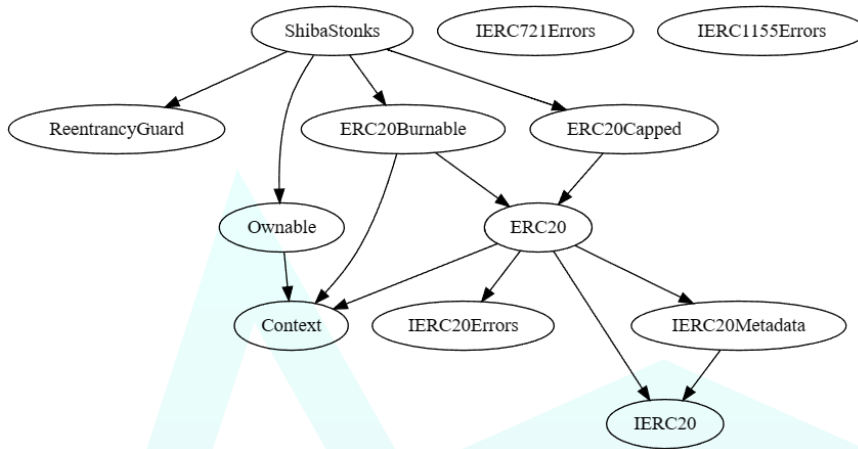 ShibaStonks
IERC721Errors
IERC1155Errors
ReentrancyGuard
ERC20Burnable
ERC20Capped
Ownable
ERC20
Context
IERC20Errors
IERC20Metadata
IERC20